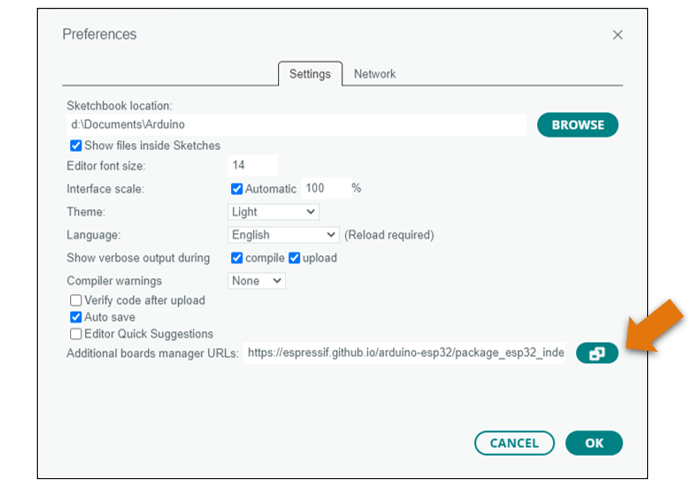 Preferences
Settings Network
Sketchbook location:
d:\Documents\Arduino
BROWSE
Show files inside Sketches
Editor font size: 14
Interface scale: Automatic 100 %
Theme: Light
Language: English (Reload required)
Show verbose output during compile upload
Compiler warnings None
Verify code after upload
Auto save
Editor Quick Suggestions
Additional boards manager URLs: https://espressif.github.io/arduino-esp32/package_esp32_inde
CANCEL OK